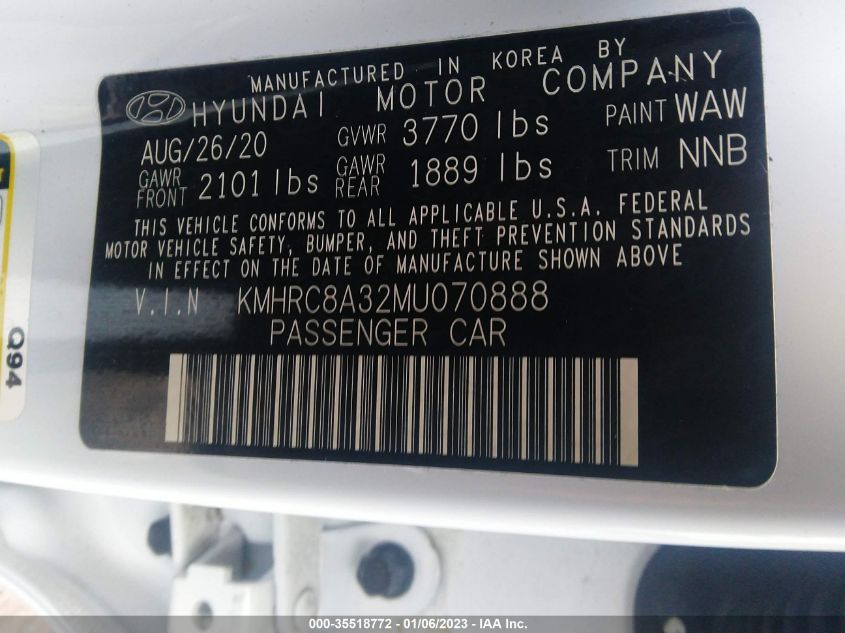 MANUFACTURED IN KOREA BY
HYUNDAI MOTOR COMPANY
AUG/26/20 GVWR 3770 lbs PAINT WAW
GAWR FRONT 2101 lbs GAWR REAR 1889 lbs TRIM NNB
THIS VEHICLE CONFORMS TO ALL APPLICABLE U.S.A. FEDERAL
MOTOR VEHICLE SAFETY, BUMPER, AND THEFT PREVENTION STANDARDS
IN EFFECT ON THE DATE OF MANUFACTURE SHOWN ABOVE
V.I.N KMHRC8A32MU070888
PASSENGER CAR
Q94
000-35518772 - 01/06/2023 - IAA Inc.